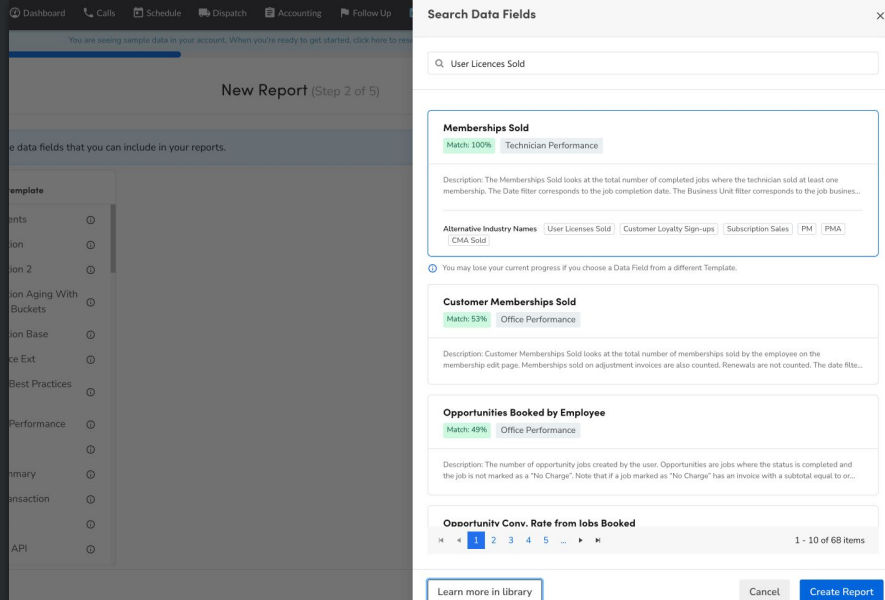 Dashboard Calls Schedule Dispatch Accounting Follow Up
You are seeing sample data in your account. When you're ready to get started, click here to
New Report (Step 2 of 5)
data fields that you can include in your reports.
Search Data Fields
User Licences Sold
Memberships Sold
Match: 100% Technician Performance
Description: The Memberships Sold looks at the total number of completed jobs where the technician sold at least one
membership. The Date filter corresponds to the job completion date. The Business Unit filter corresponds to the job busines...
Alternative Industry Names User Licenses Sold Customer Loyalty Sign-ups Subscription Sales PM PMA
CMA Sold
You may lose your current progress if you choose a Data Field from a different Template.
Customer Memberships Sold
Match: 53% Office Performance
Description: Customer Memberships Sold looks at the total number of memberships sold by the employee on the
membership edit page. Memberships sold on adjustment invoices are also counted. Renewals are not counted. The date filte...
Opportunities Booked by Employee
Match: 49% Office Performance
Description: The number of opportunity jobs created by the user. Opportunities are jobs where the status is completed and
the job is not marked as a "No Charge". Note that if a job marked as "No Charge" has an invoice with a subtotal equal to or...
Opportunity Conv. Rate from Jobs Booked
1 2 3 4 5 ... 1 - 10 of 68 items
Learn more in library Cancel Create Report
2
Aging With
Buckets
Base
Ext
Best Practices
Performance
API